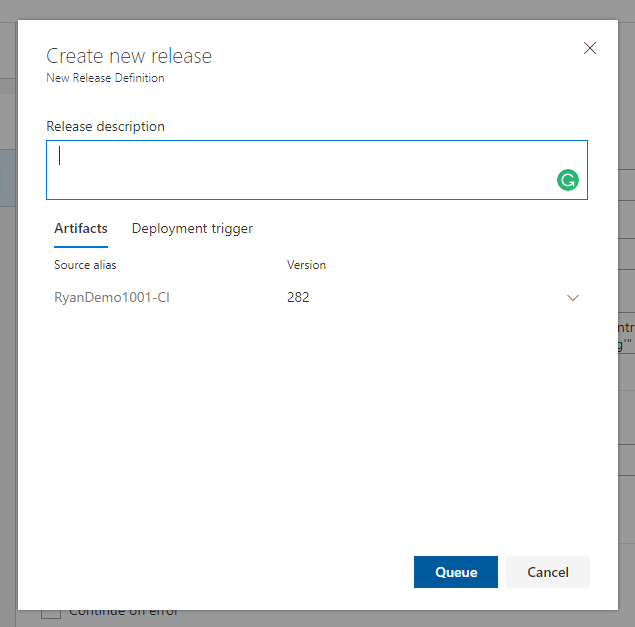 Create new release
New Release Definition
Release description
Artifacts Deployment trigger
Source alias Version
RyanDemo1001-CI 282
ntr
g'"
Queue Cancel
Continue on error